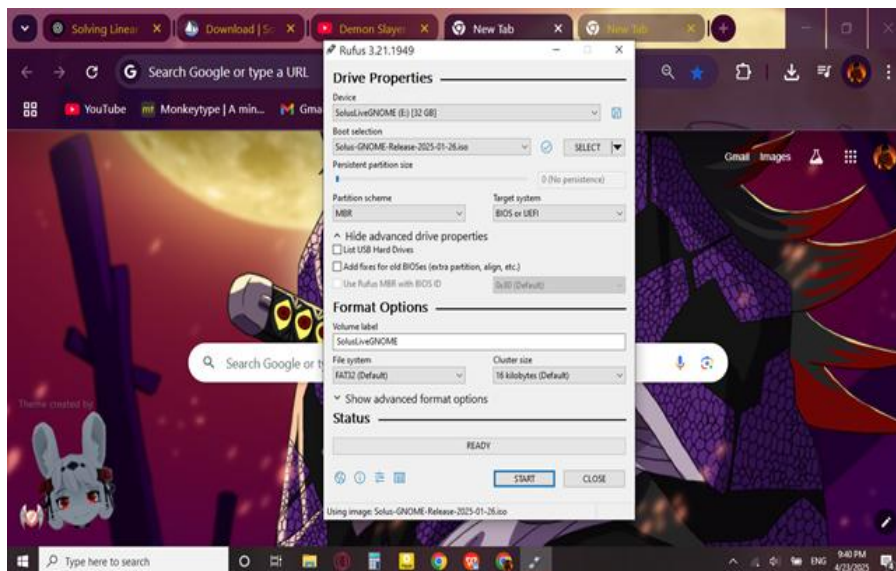 Solving Linea
Download | So
Demon Slayer
New Tab
New Tab
Search Google or type a URL
YouTube
Monkeytype | A min...
Gma
Gmail Images
Rufus 3.21.1949
Drive Properties
Device
SolusLiveGNOME (E:) [32 GB]
Boot selection
Solus-GNOME-Release-2025-01-26.iso
SELECT
Persistent partition size
0 (No persistence)
Partition scheme
Target system
MBR
BIOS or UEFI
Hide advanced drive properties
List USB Hard Drives
Add fixes for old BIOSes (extra partition, align, etc.)
Use Rufus MBR with BIOS ID
0x80 (Default)
Format Options
Volume label
SolusLiveGNOME
File system
Cluster size
FAT32 (Default)
16 kilobytes (Default)
Show advanced format options
Status
READY
START
CLOSE
Using image: Solus-GNOME-Release-2025-01-26.iso
Search Google or t
Theme created by
Type here to search
ENG
9:40 PM
4/23/2025